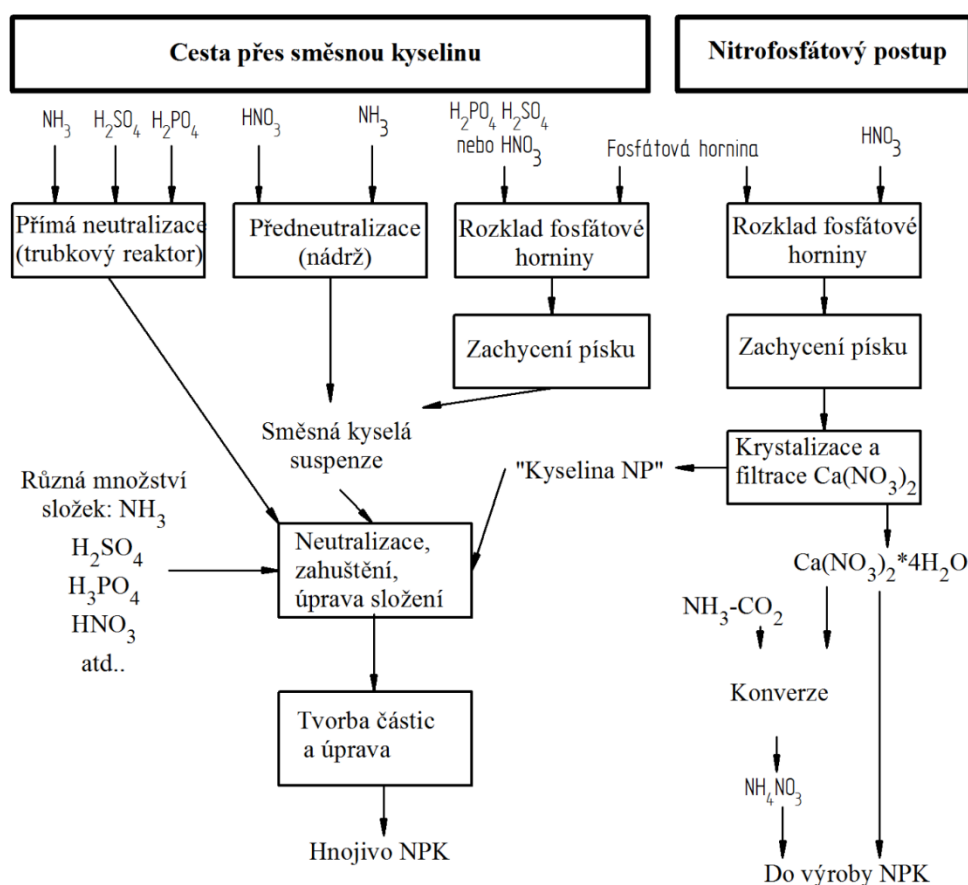 Cesta přes směsnou kyselinu
Nitrofosfátový postup
NH3
H2SO4
H2PO4
HNO3
NH3
H2PO4 H2SO4
nebo HNO3
Fosfátová hornina
HNO3
Přímá neutralizace
(trubkový reaktor)
Předneutralizace
(nádrž)
Rozklad fosfátové
horniny
Rozklad fosfátové
horniny
Zachycení písku
Zachycení písku
Směsná kyselá
suspenze
"Kyselina NP"
Krystalizace a
filtrace Ca(NO3)2
Různá množství
složek: NH3
H2SO4
H3PO4
HNO3
atd..
Neutralizace,
zahuštění,
úprava složení
Ca(NO3)2*4H2O
NH3-CO2
Konverze
Tvorba částic
a úprava
NH4NO3
Hnojivo NPK
Do výroby NPK